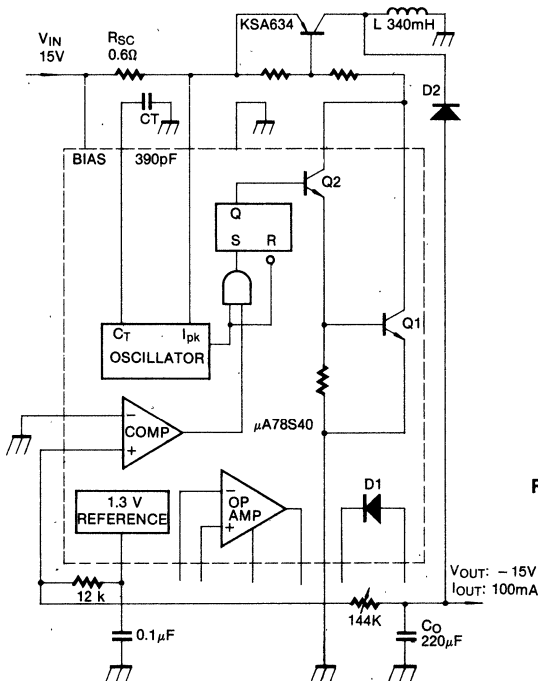 KSA634
L 340mH
VIN
15V
RSC
0.6Ω
D2
CT
BIAS
390pF
Q2
Q
S R
Q1
CT Ipk
OSCILLATOR
−
COMP
+
μA78S40
1.3 V
REFERENCE
−
OP
AMP
+
D1
F
VOUT: −15V
IOUT: 100mA
12 k
144K
0.1μF
CO
220μF